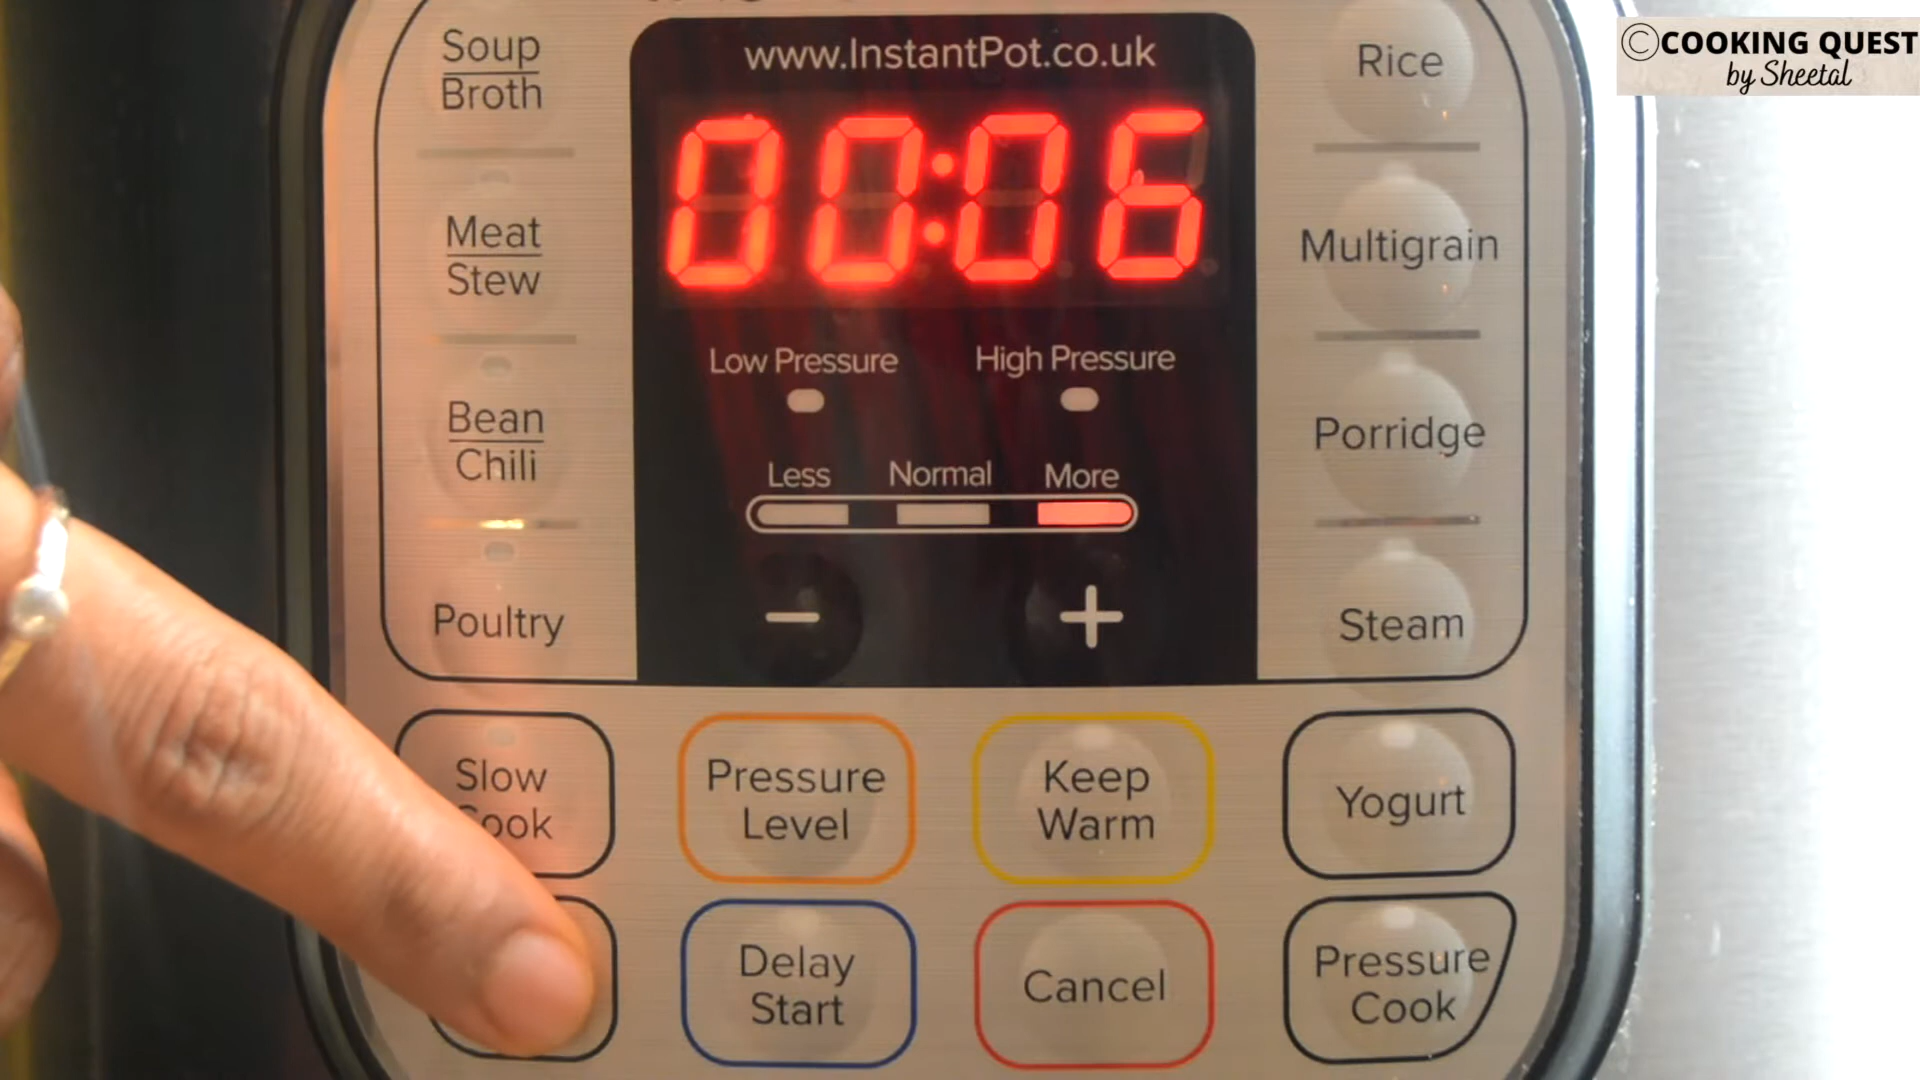 ©COOKING QUEST
by Sheetal
www.InstantPot.co.uk
00:06
Soup
Broth
Meat
Stew
Bean
Chili
Poultry
Low Pressure
High Pressure
Less
Normal
More
−
+
Rice
Multigrain
Porridge
Steam
Slow
Cook
Pressure
Level
Keep
Warm
Yogurt
Delay
Start
Cancel
Pressure
Cook